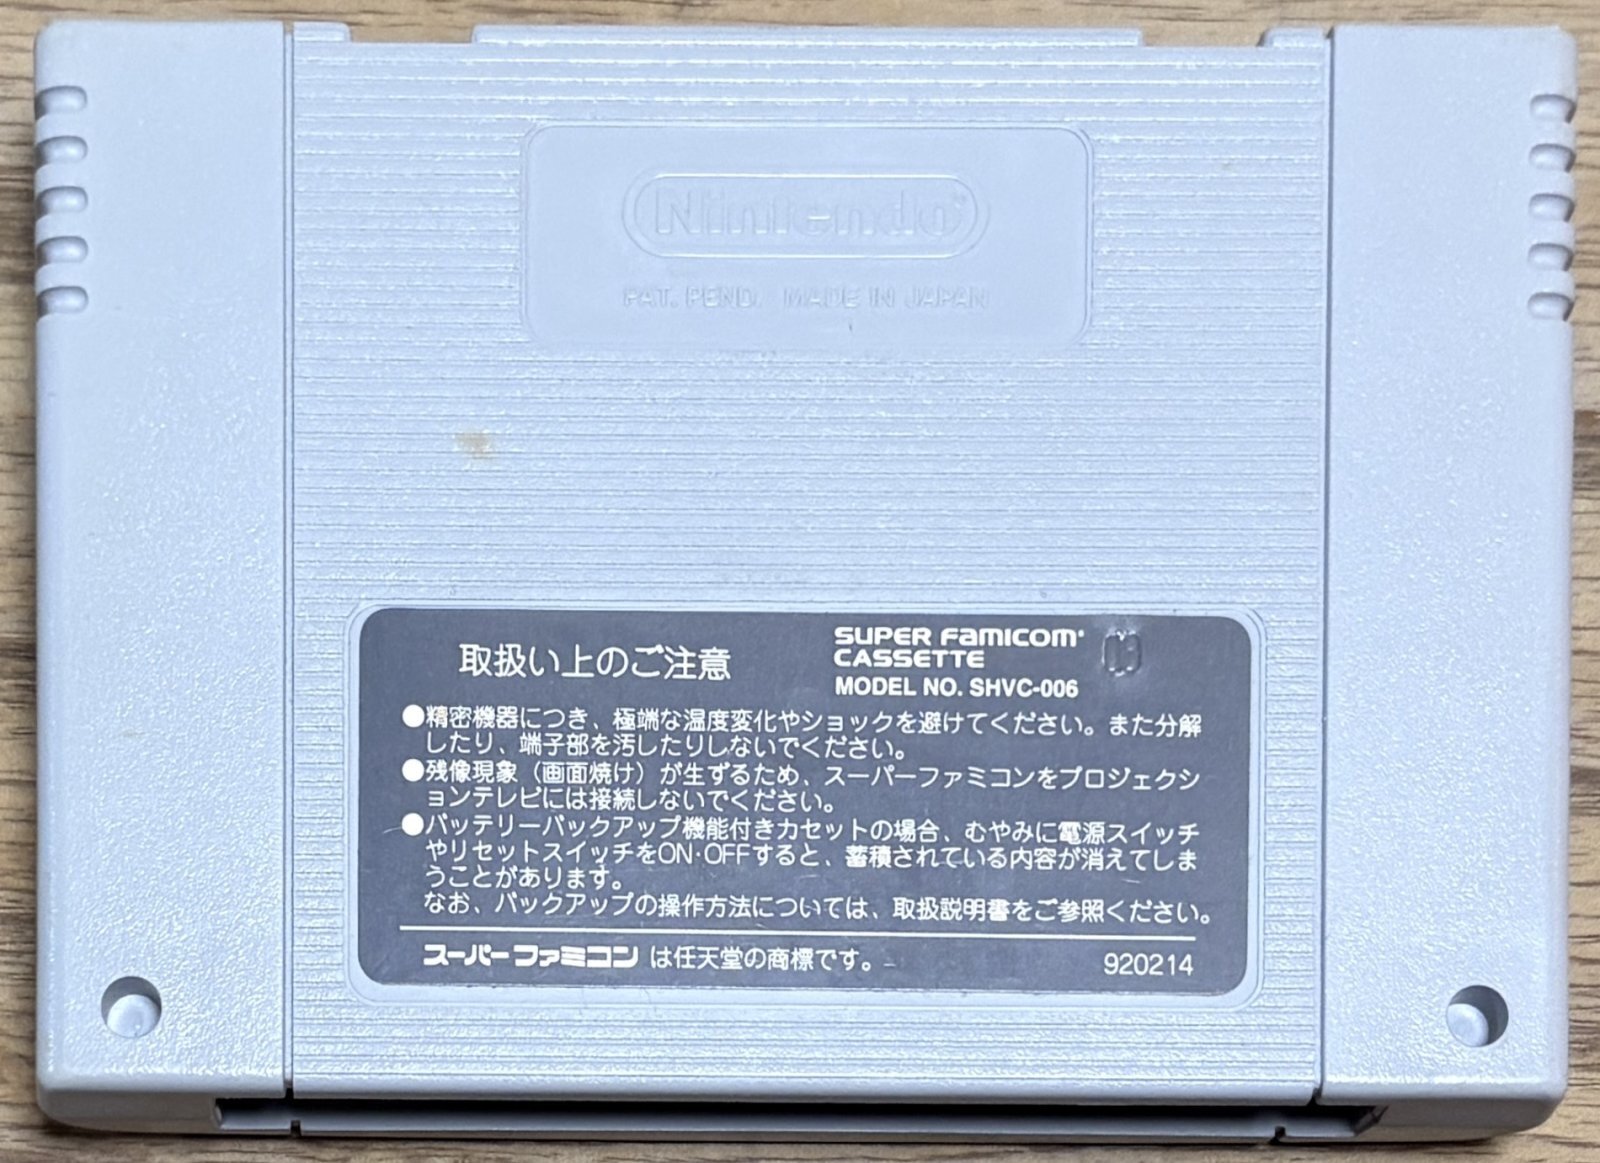 Nintendo
PAT. PEND. MADE IN JAPAN
取扱い上のご注意
SUPER FAMICOM
CASSETTE
MODEL NO. SHVC-006
●精密機器につき、極端な温度変化やショックを避けてください。また分解
したり、端子部を汚したりしないでください。
●残像現象（画面焼け）が生ずるため、スーパーファミコンをプロジェクシ
ョンテレビには接続しないでください。
●バッテリーバックアップ機能付きカセットの場合、むやみに電源スイッチ
やリセットスイッチをON·OFFすると、蓄積されている内容が消えてしま
うことがあります。
なお、バックアップの操作方法については、取扱説明書をご参照ください。
スーパーファミコン は任天堂の商標です。
920214